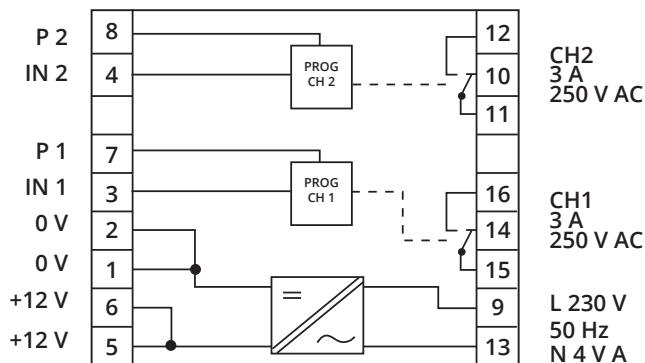 P 2
8
IN 2
4
P 1
7
IN 1
3
0 V
2
0 V
1
+12 V
6
+12 V
5
PROG
CH 2
PROG
CH 1
12
10
11
CH2
3 A
250 V AC
16
14
15
CH1
3 A
250 V AC
9
13
L 230 V
50 Hz
N 4 V A